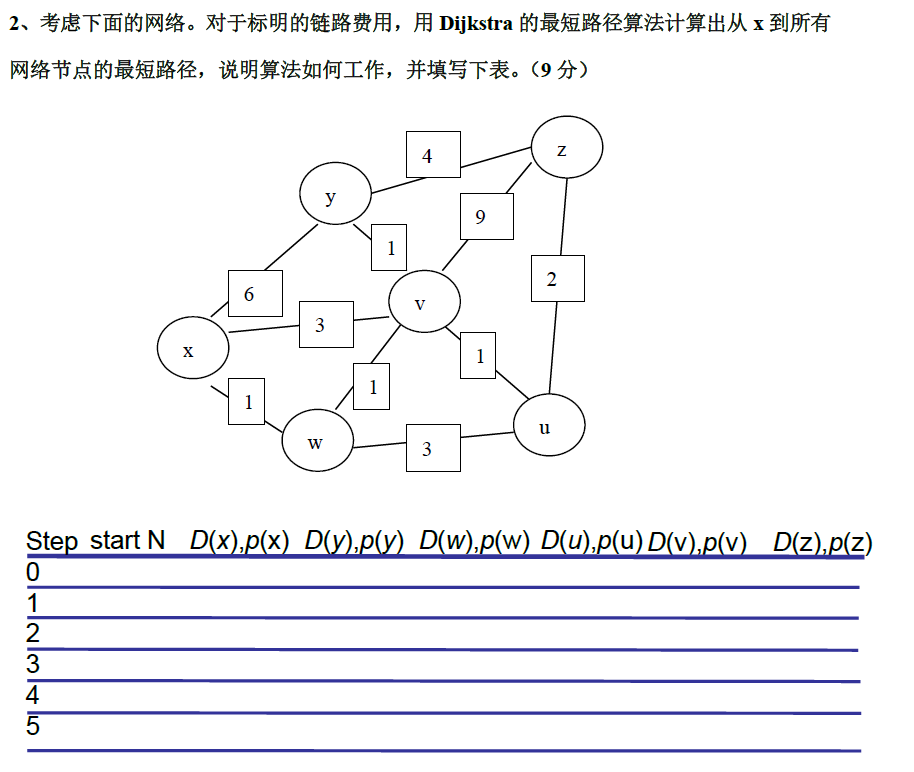 2、考虑下面的网络。对于标明的链路费用，用 Dijkstra 的最短路径算法计算出从 x 到所有
网络节点的最短路径，说明算法如何工作，并填写下表。（9 分）
4
z
y
9
1
2
6
v
3
x
1
1
1
w
u
3
Step start N D(x),p(x) D(y),p(y) D(w),p(w) D(u),p(u) D(v),p(v) D(z),p(z)
0
1
2
3
4
5